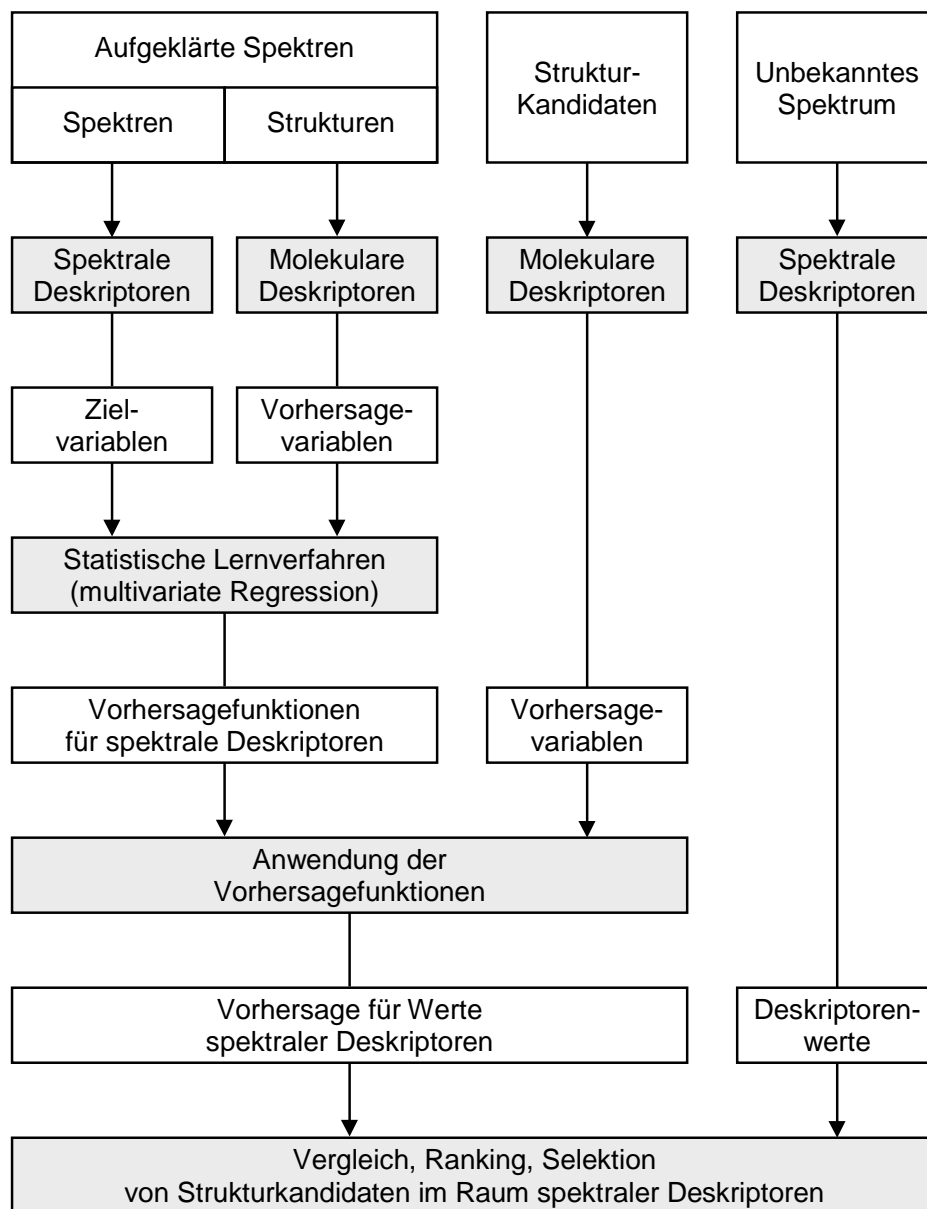 Aufgeklärte Spektren
Spektren
Strukturen
Struktur-
Kandidaten
Unbekanntes
Spektrum
Spektrale
Deskriptoren
Molekulare
Deskriptoren
Molekulare
Deskriptoren
Spektrale
Deskriptoren
Ziel-
variablen
Vorhersage-
variablen
Statistische Lernverfahren
(multivariate Regression)
Vorhersagefunktionen
für spektrale Deskriptoren
Vorhersage-
variablen
Anwendung der
Vorhersagefunktionen
Vorhersage für Werte
spektraler Deskriptoren
Deskriptoren-
werte
Vergleich, Ranking, Selektion
von Strukturkandidaten im Raum spektraler Deskriptoren